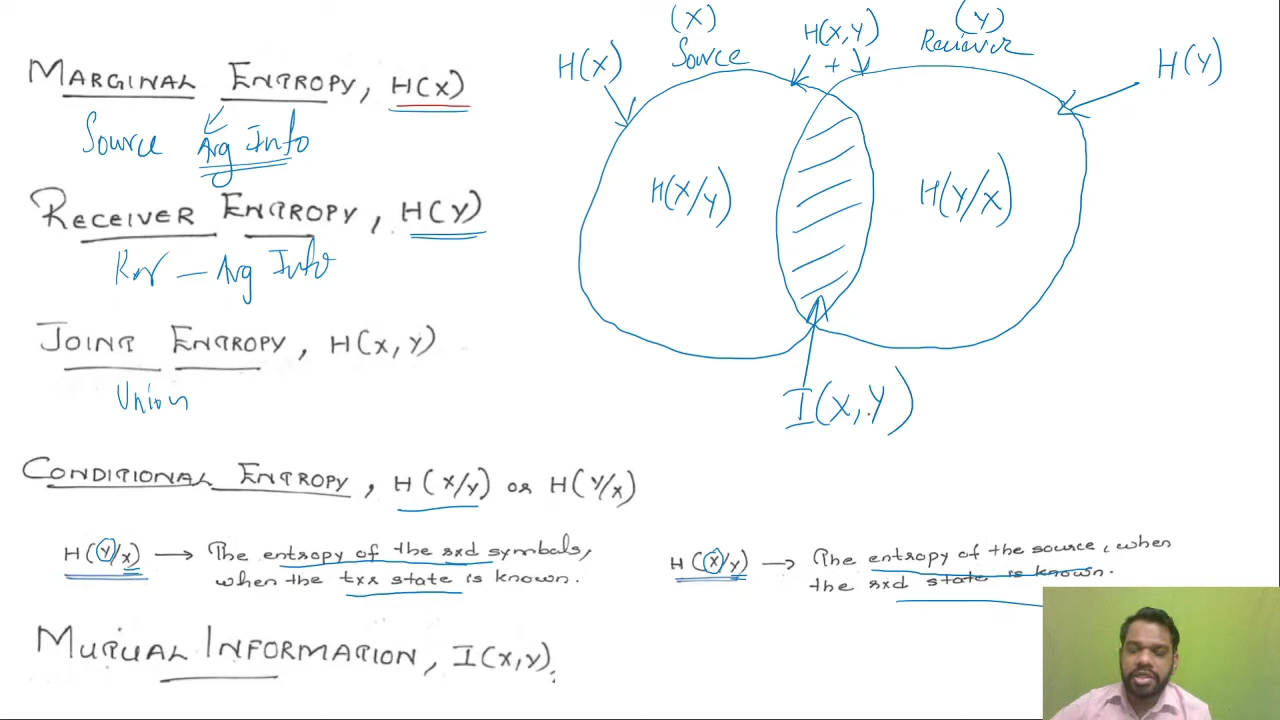 MARGINAL ENTROPY, H(X)
Source Avg Info
RECEIVER ENTROPY, H(Y)
Rxr — Avg Info
JOINT ENTROPY, H(X,Y)
Union
CONDITIONAL ENTROPY, H(X/Y) or H(Y/X)
H(Y/X) → The entropy of the rxd symbols,
when the txr state is known.
H(X/Y) → The entropy of the source, when
the rxd state is known.
MUTUAL INFORMATION, I(X,Y)
(X)
Source
H(X,Y)
+
(Y)
Reciever
H(X)
H(Y)
H(X/Y)
H(Y/X)
I(X,Y)